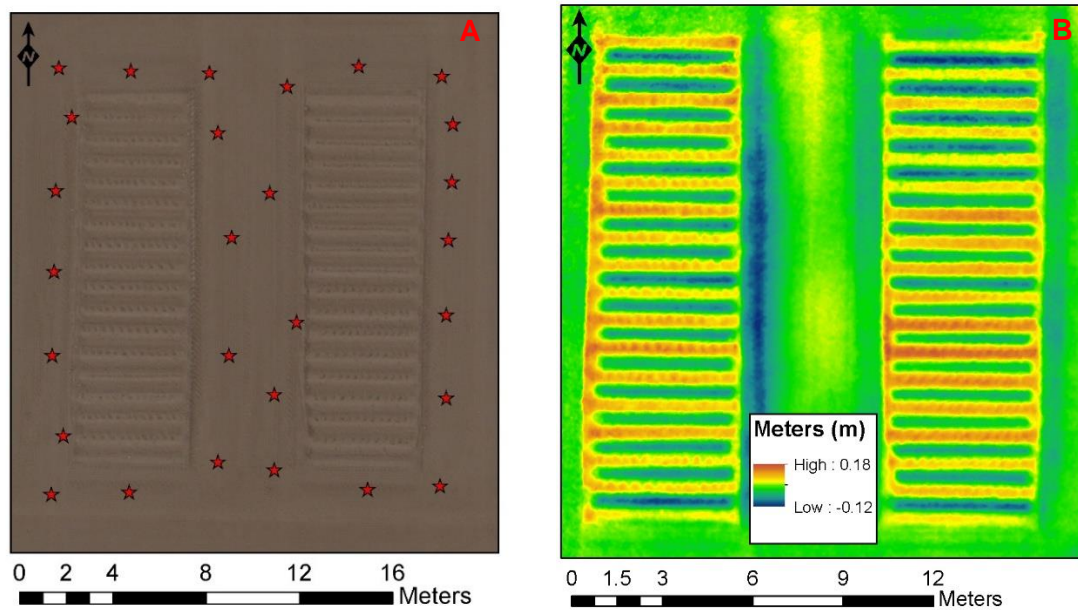 A
N
B
N
Meters (m)
High : 0.18
Low : -0.12
0 2 4 8 12 16
Meters
0 1.5 3 6 9 12
Meters